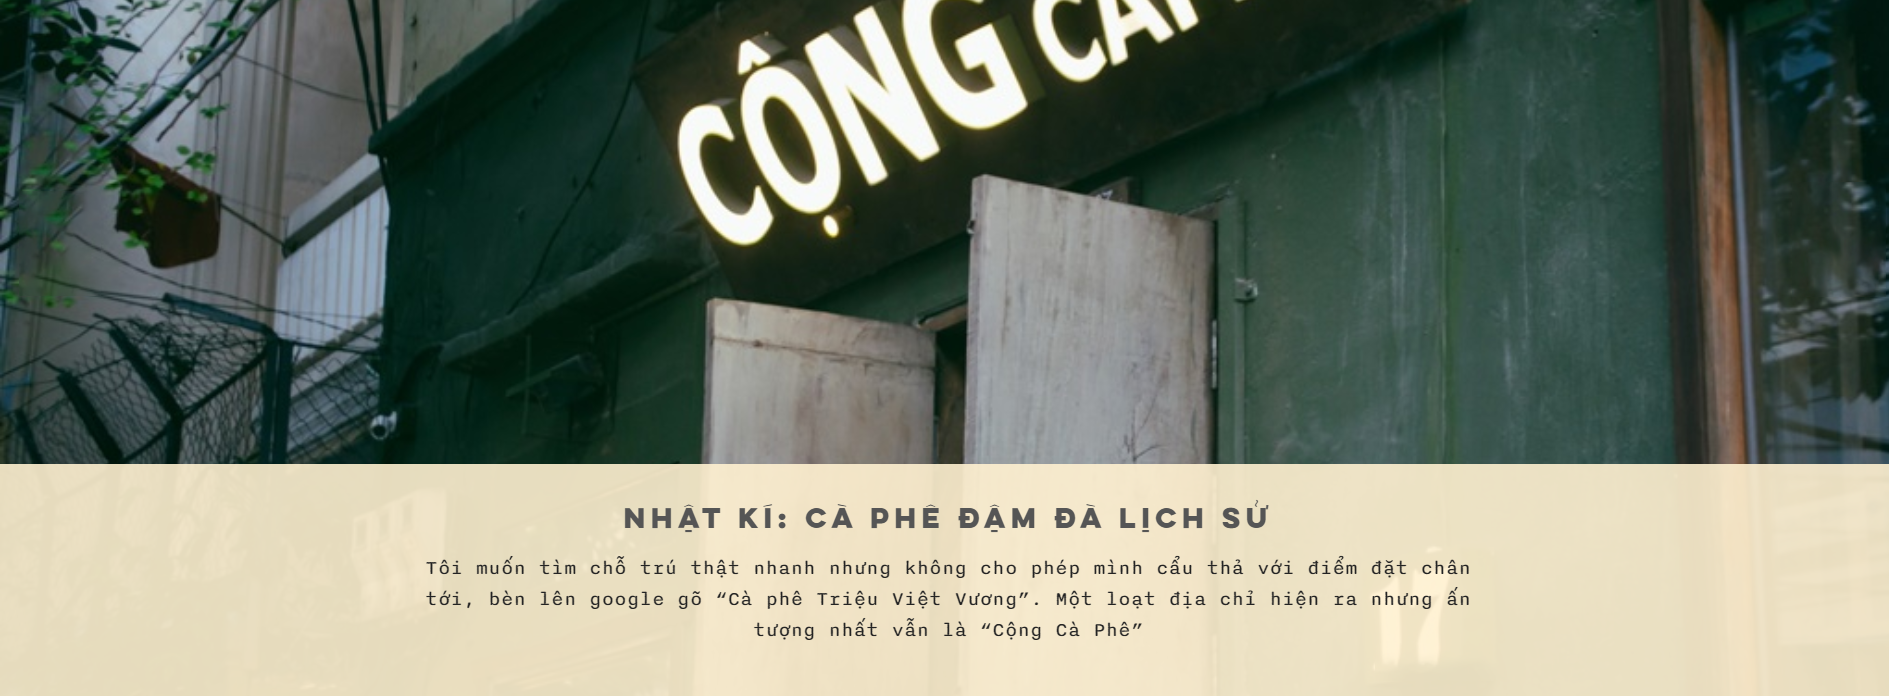 CỘNG
NHẬT KÍ: CÀ PHÊ ĐẬM ĐÀ LỊCH SỬ
Tôi muốn tìm chỗ trú thật nhanh nhưng không cho phép mình cẩu thả với điểm đặt chân
tới, bèn lên google gõ “Cà phê Triệu Việt Vương”. Một loạt địa chỉ hiện ra nhưng ấn
tượng nhất vẫn là “Cộng Cà Phê”
17